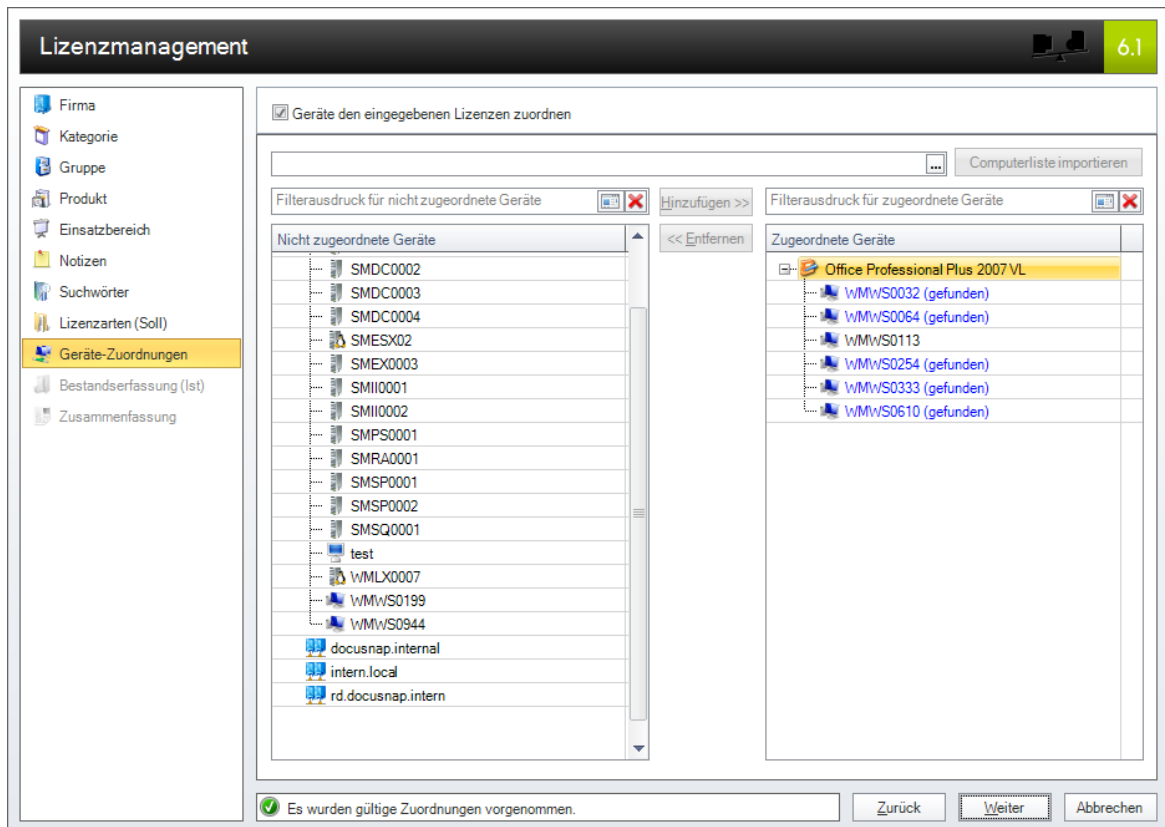 Lizenzmanagement
6.1
Firma
Kategorie
Gruppe
Produkt
Einsatzbereich
Notizen
Suchwörter
Lizenzarten (Soll)
Geräte-Zuordnungen
Bestandserfassung (Ist)
Zusammenfassung
Geräte den eingegebenen Lizenzen zuordnen
...
Computerliste importieren
Filterausdruck für nicht zugeordnete Geräte
Hinzufügen >>
<< Entfernen
Filterausdruck für zugeordnete Geräte
Nicht zugeordnete Geräte
SMDC0002
SMDC0003
SMDC0004
SMESX02
SMEX0003
SMII0001
SMII0002
SMPS0001
SMRA0001
SMSP0001
SMSP0002
SMSQ0001
test
WMLX0007
WMWS0199
WMWS0944
docusnap.internal
intern.local
rd.docusnap.intern
Zugeordnete Geräte
Office Professional Plus 2007 VL
WMWS0032 (gefunden)
WMWS0064 (gefunden)
WMWS0113
WMWS0254 (gefunden)
WMWS0333 (gefunden)
WMWS0610 (gefunden)
Es wurden gültige Zuordnungen vorgenommen.
Zurück
Weiter
Abbrechen